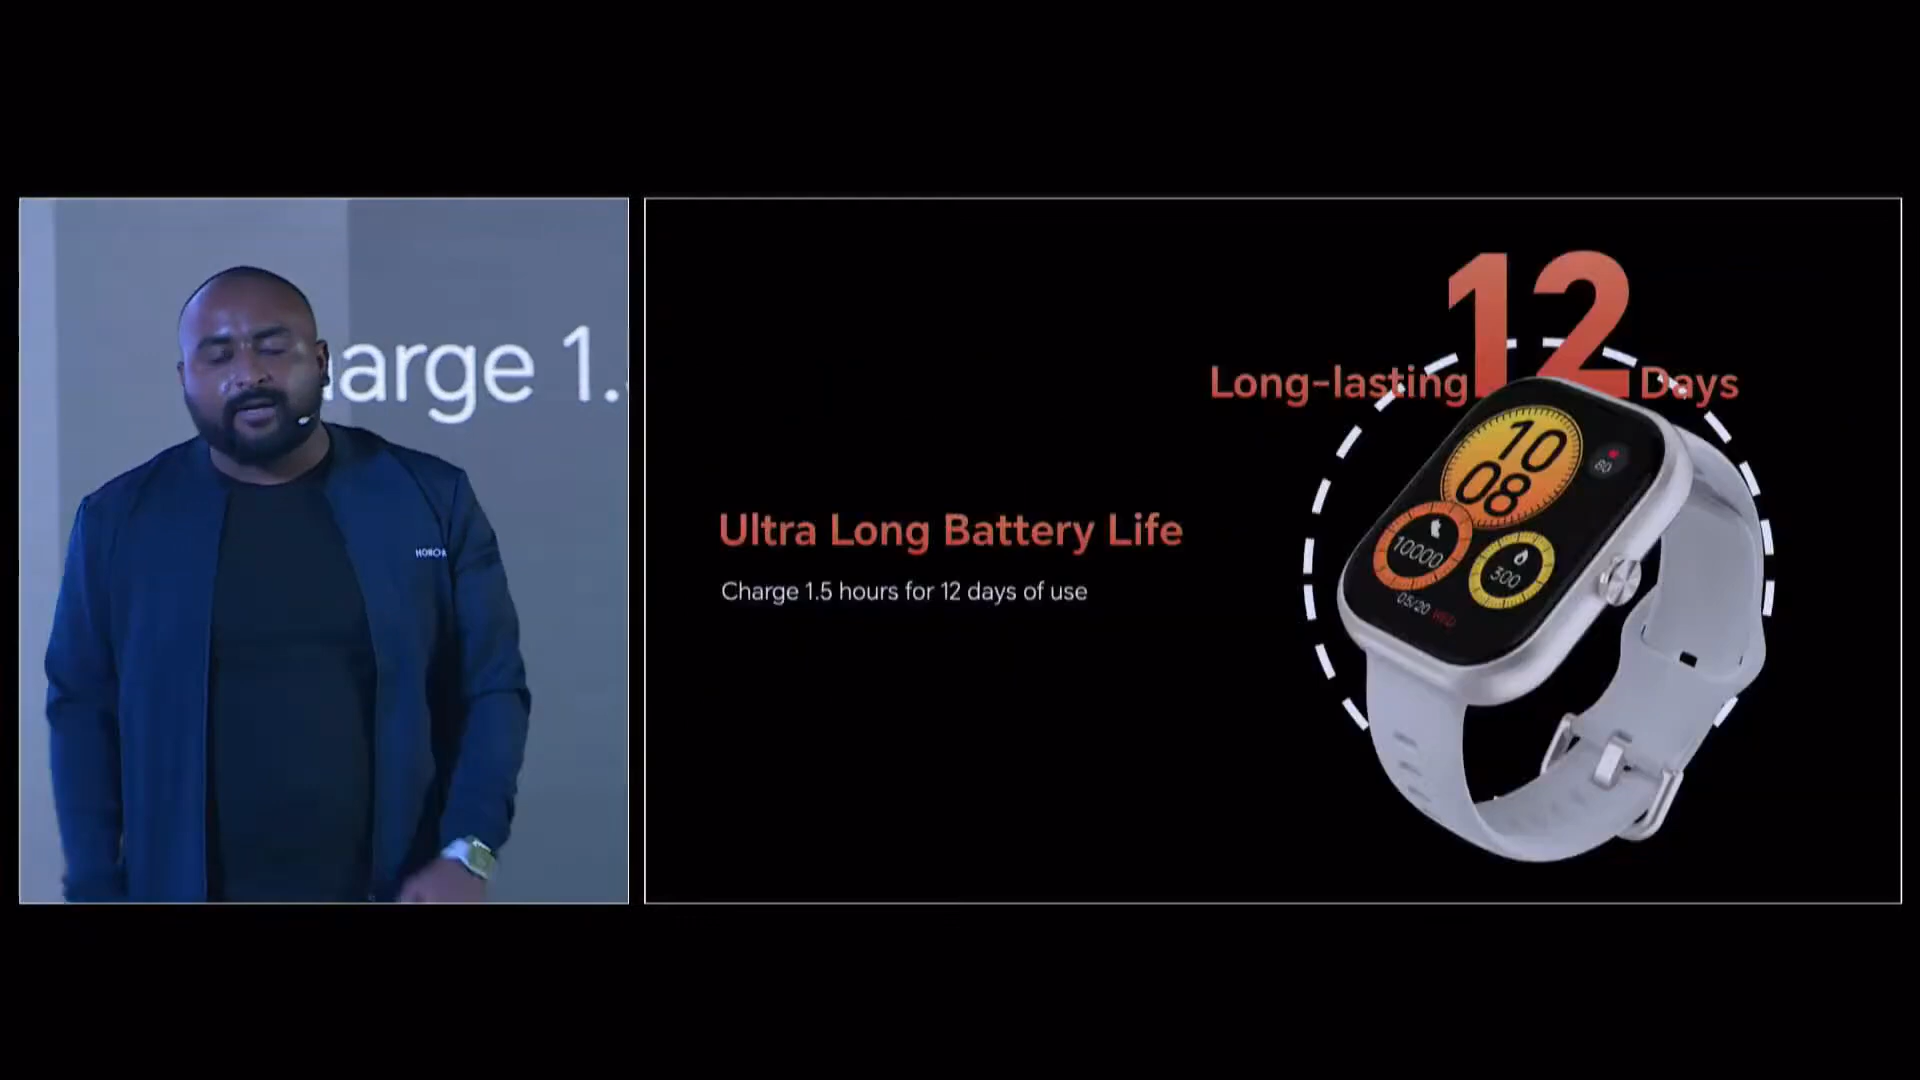 arge 1.
HONOR
12
Long-lasting
Days
Ultra Long Battery Life
Charge 1.5 hours for 12 days of use
10
08
80
10000
300
05/20 WED